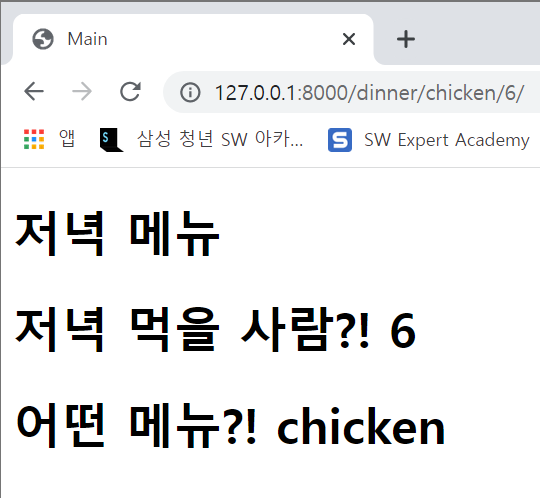 Main
127.0.0.1:8000/dinner/chicken/6/
앱 삼성 청년 SW 아카... SW Expert Academy
저녁 메뉴
저녁 먹을 사람?! 6
어떤 메뉴?! chicken